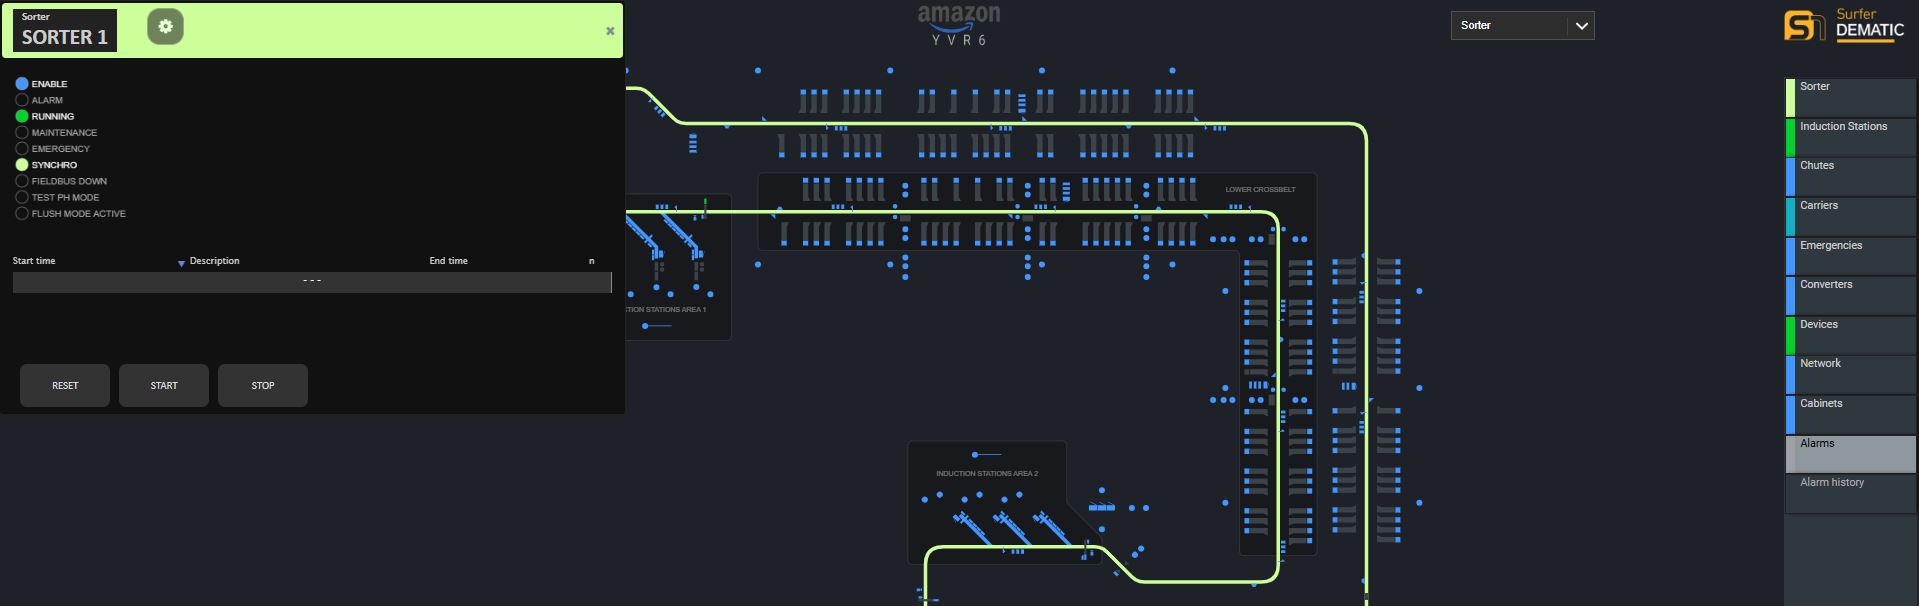 Sorter
SORTER 1
ENABLE
ALARM
RUNNING
MAINTENANCE
EMERGENCY
SYNCHRO
FIELDBUS DOWN
TEST PH MODE
FLUSH MODE ACTIVE
Start time Description End time n
- - -
RESET START STOP
amazon
YVR6
Sorter
Surfer
DEMATIC
LOWER CROSSBELT
TION STATIONS AREA 1
INDUCTION STATIONS AREA 2
Sorter
Induction Stations
Chutes
Carriers
Emergencies
Converters
Devices
Network
Cabinets
Alarms
Alarm history